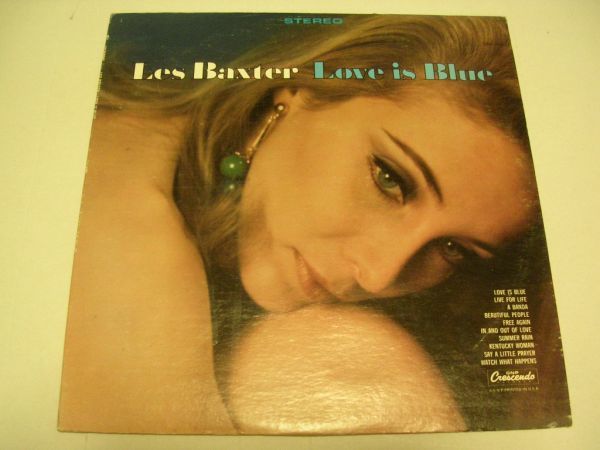 STEREO
Les Baxter Love is Blue
LOVE IS BLUE
LIVE FOR LIFE
A BANDA
BEAUTIFUL PEOPLE
FREE AGAIN
IN AND OUT OF LOVE
SUMMER RAIN
KENTUCKY WOMAN
SAY A LITTLE PRAYER
WATCH WHAT HAPPENS
GNP
Crescendo